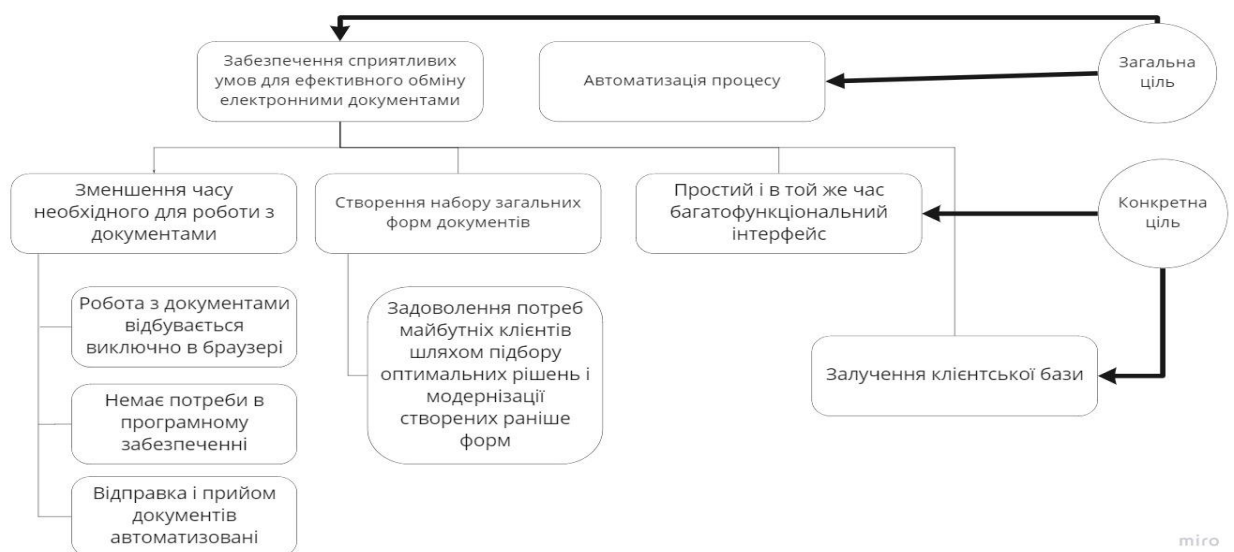 Забезпечення сприятливих
умов для ефективного обміну
електронними документами
Автоматизація процесу
Загальна
ціль
Зменшення часу
необхідного для роботи з
документами
Створення набору загальних
форм документів
Простий і в той же час
багатофункціональний
інтерфейс
Конкретна
ціль
Робота з документами
відбувається
виключно в браузері
Немає потреби в
програмному
забезпеченні
Відправка і прийом
документів
автоматизовані
Задоволення потреб
майбутніх клієнтів
шляхом підбору
оптимальних рішень і
модернізації
створених раніше
форм
Залучення клієнтської бази
miro